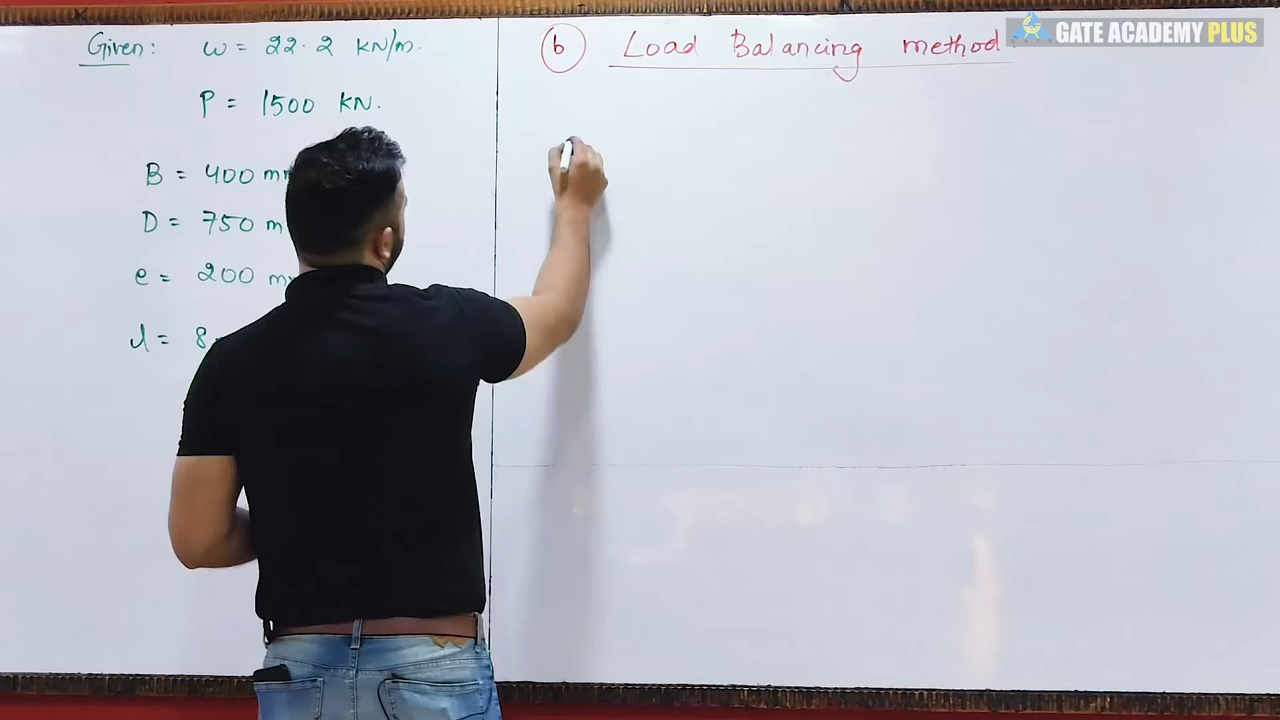 Given: w = 22.2 KN/m.
P = 1500 KN.
B = 400
D = 750
e = 200
l = 8
b Load Balancing method
GATE ACADEMY PLUS